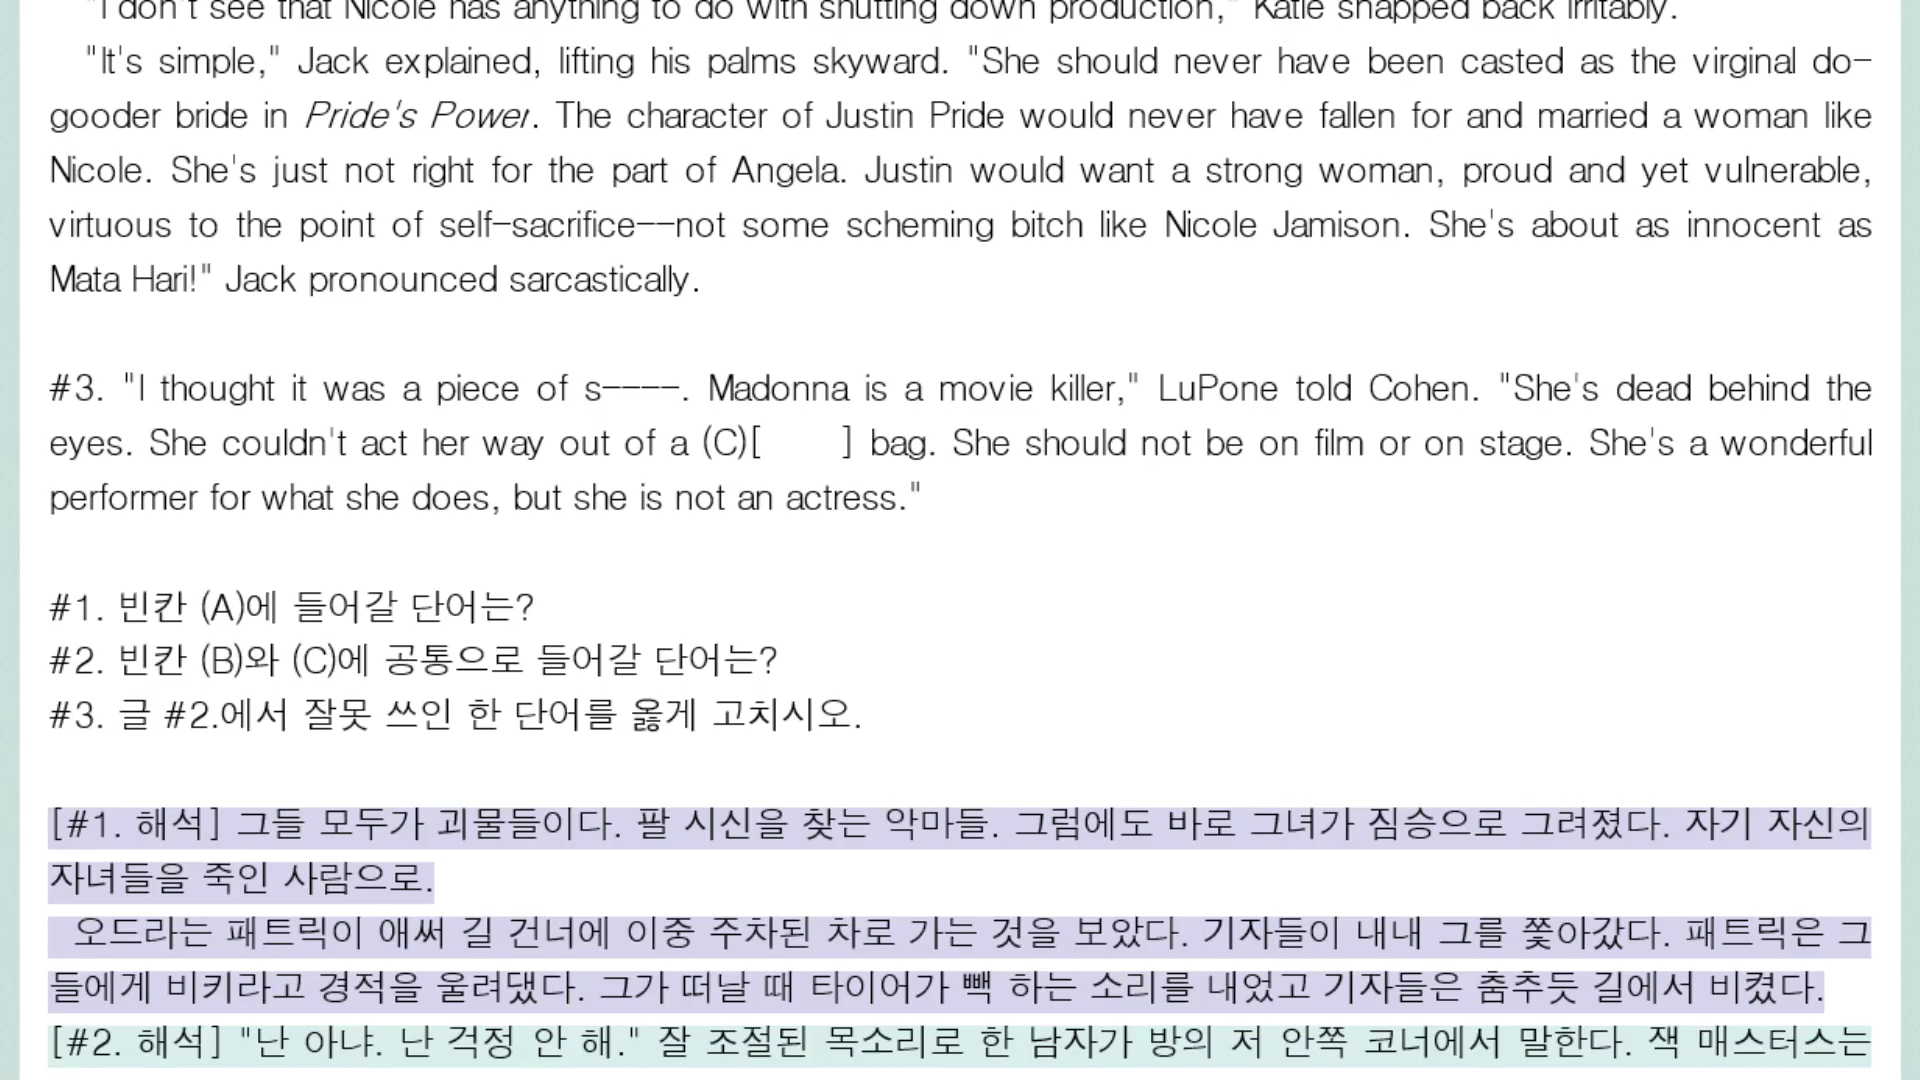 "I don't see that Nicole has anything to do with shutting down production," Katie snapped back irritably.
"It's simple," Jack explained, lifting his palms skyward. "She should never have been casted as the virginal do-
gooder bride in Pride's Power. The character of Justin Pride would never have fallen for and married a woman like
Nicole. She's just not right for the part of Angela. Justin would want a strong woman, proud and yet vulnerable,
virtuous to the point of self-sacrifice--not some scheming bitch like Nicole Jamison. She's about as innocent as
Mata Hari!" Jack pronounced sarcastically.
#3. "I thought it was a piece of s----. Madonna is a movie killer," LuPone told Cohen. "She's dead behind the
eyes. She couldn't act her way out of a (C)[ ] bag. She should not be on film or on stage. She's a wonderful
performer for what she does, but she is not an actress."
#1. 빈칸 (A)에 들어갈 단어는?
#2. 빈칸 (B)와 (C)에 공통으로 들어갈 단어는?
#3. 글 #2.에서 잘못 쓰인 한 단어를 옳게 고치시오.
[#1. 해석] 그들 모두가 괴물들이다. 팔 시신을 찾는 악마들. 그럼에도 바로 그녀가 짐승으로 그려졌다. 자기 자신의
자녀들을 죽인 사람으로.
오드라는 패트릭이 애써 길 건너에 이중 주차된 차로 가는 것을 보았다. 기자들이 내내 그를 쫓아갔다. 패트릭은 그
들에게 비키라고 경적을 울려댔다. 그가 떠날 때 타이어가 빽 하는 소리를 내었고 기자들은 춤추듯 길에서 비켰다.
[#2. 해석] "난 아냐. 난 걱정 안 해." 잘 조절된 목소리로 한 남자가 방의 저 안쪽 코너에서 말한다. 잭 매스터스는